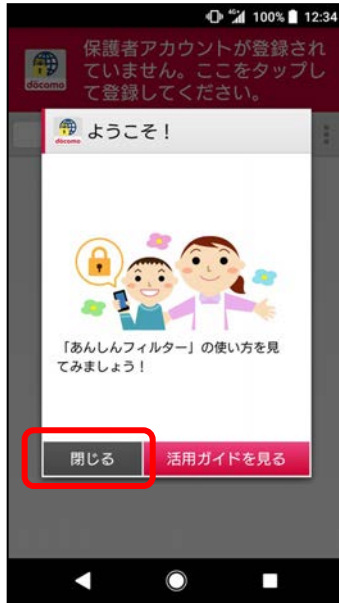 100% 12:34
保護者アカウントが登録され
ていません。ここをタップし
て登録してください。
docomo
ようこそ！
docomo
「あんしんフィルター」の使い方を見
てみましょう！
閉じる
活用ガイドを見る